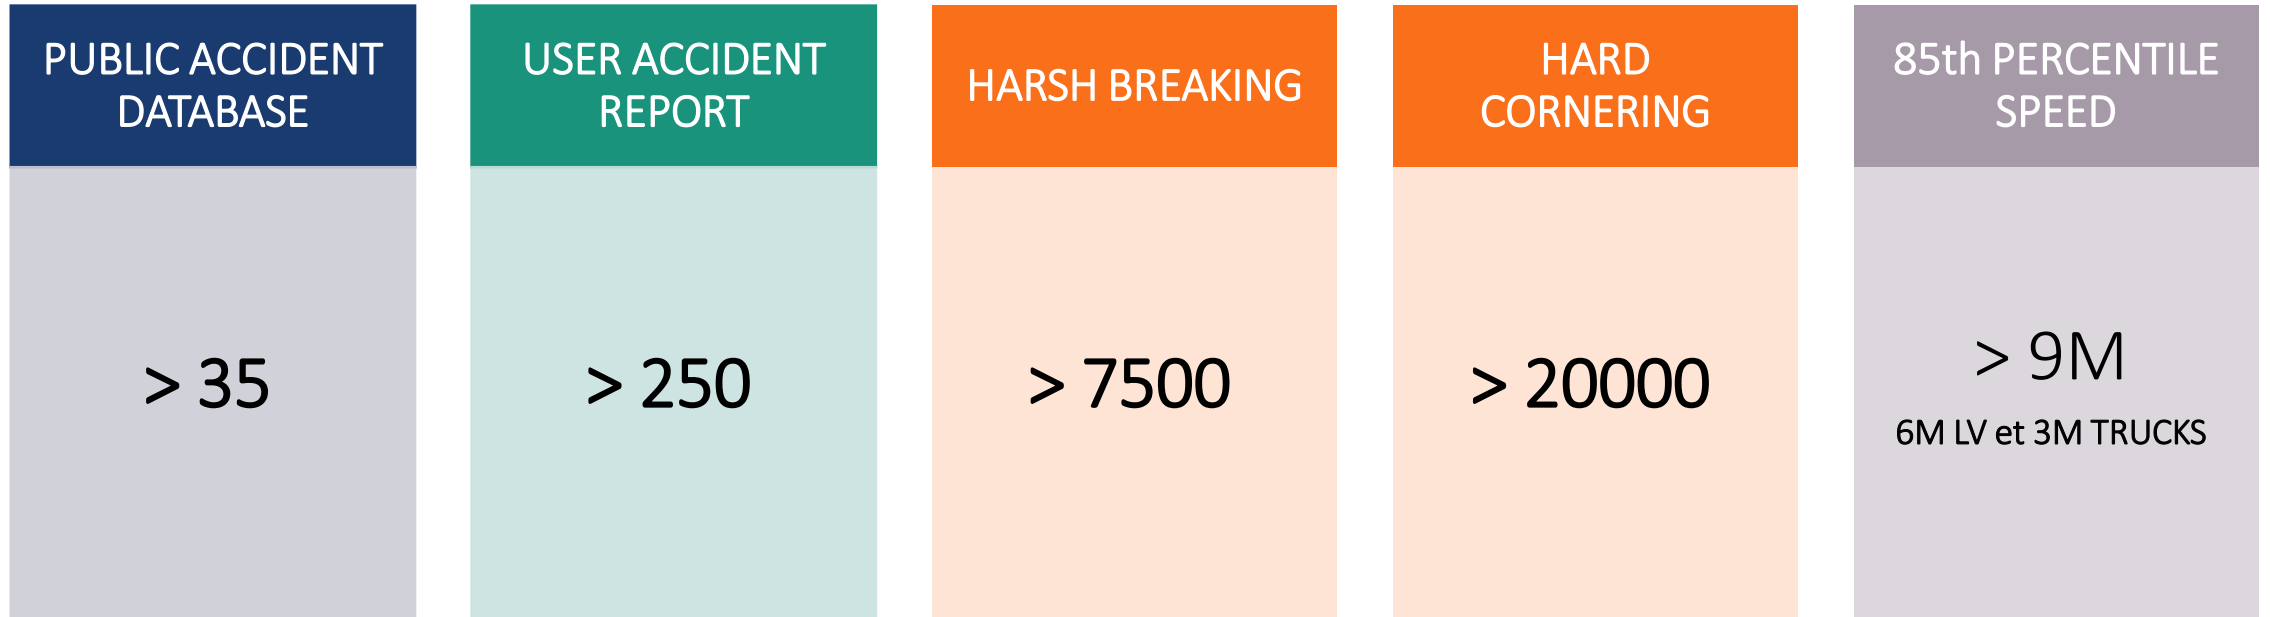 PUBLIC ACCIDENT
DATABASE
> 35
USER ACCIDENT
REPORT
> 250
HARSH BREAKING
> 7500
HARD
CORNERING
> 20000
85th PERCENTILE
SPEED
> 9M
6M LV et 3M TRUCKS